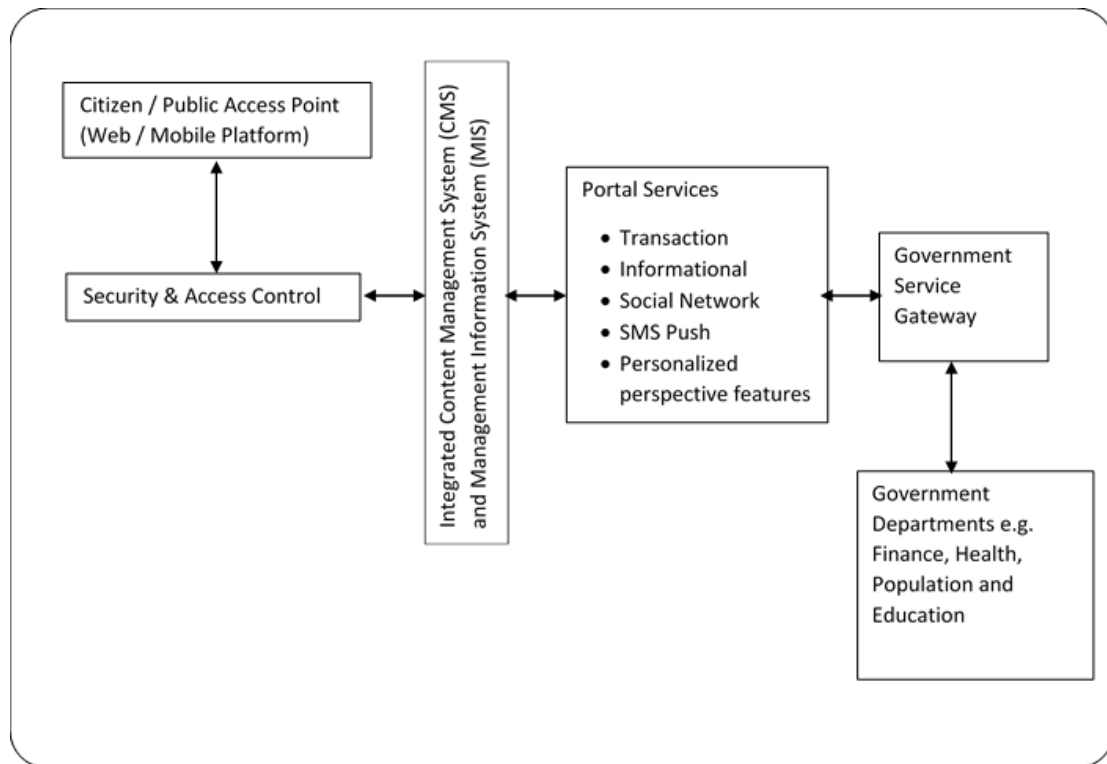 Citizen / Public Access Point
(Web / Mobile Platform)
Security & Access Control
Integrated Content Management System (CMS)
and Management Information System (MIS)
Portal Services
• Transaction
• Informational
• Social Network
• SMS Push
• Personalized
perspective features
Government
Service
Gateway
Government
Departments e.g.
Finance, Health,
Population and
Education